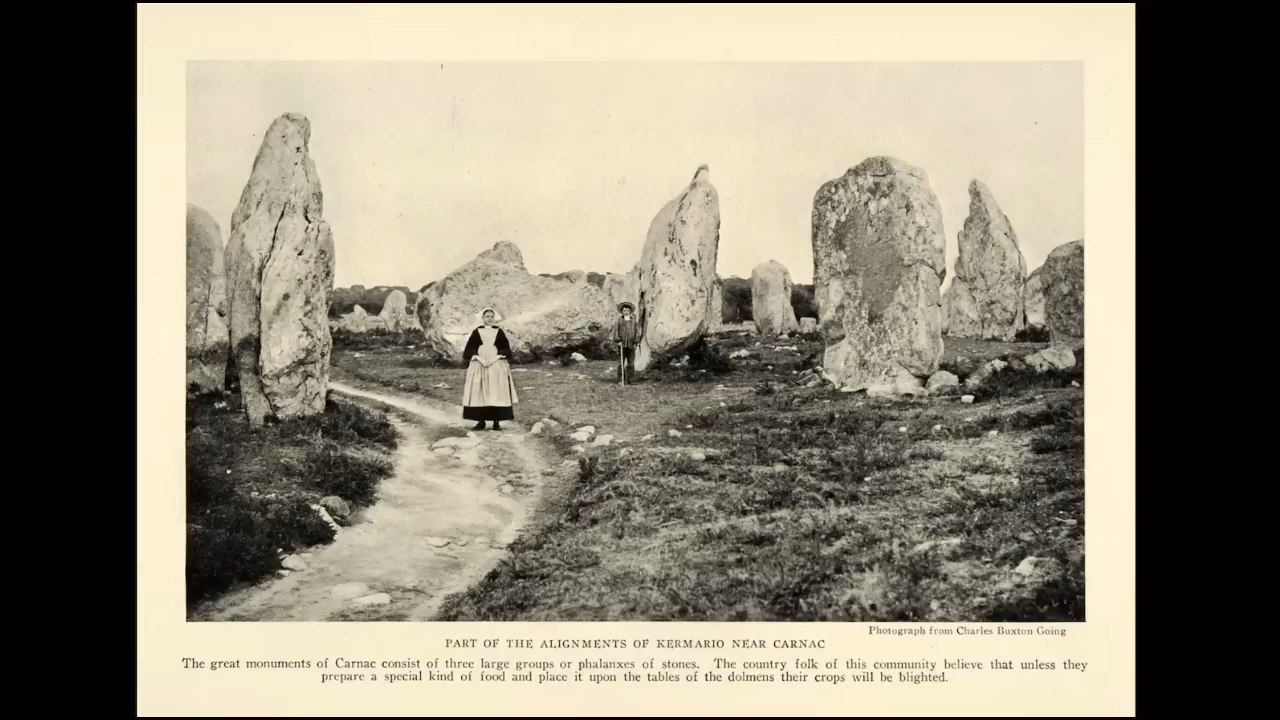 Photograph from Charles Buxton Going
PART OF THE ALIGNMENTS OF KERMARIO NEAR CARNAC
The great monuments of Carnac consist of three large groups or phalanxes of stones. The country folk of this community believe that unless they
prepare a special kind of food and place it upon the tables of the dolmens their crops will be blighted.